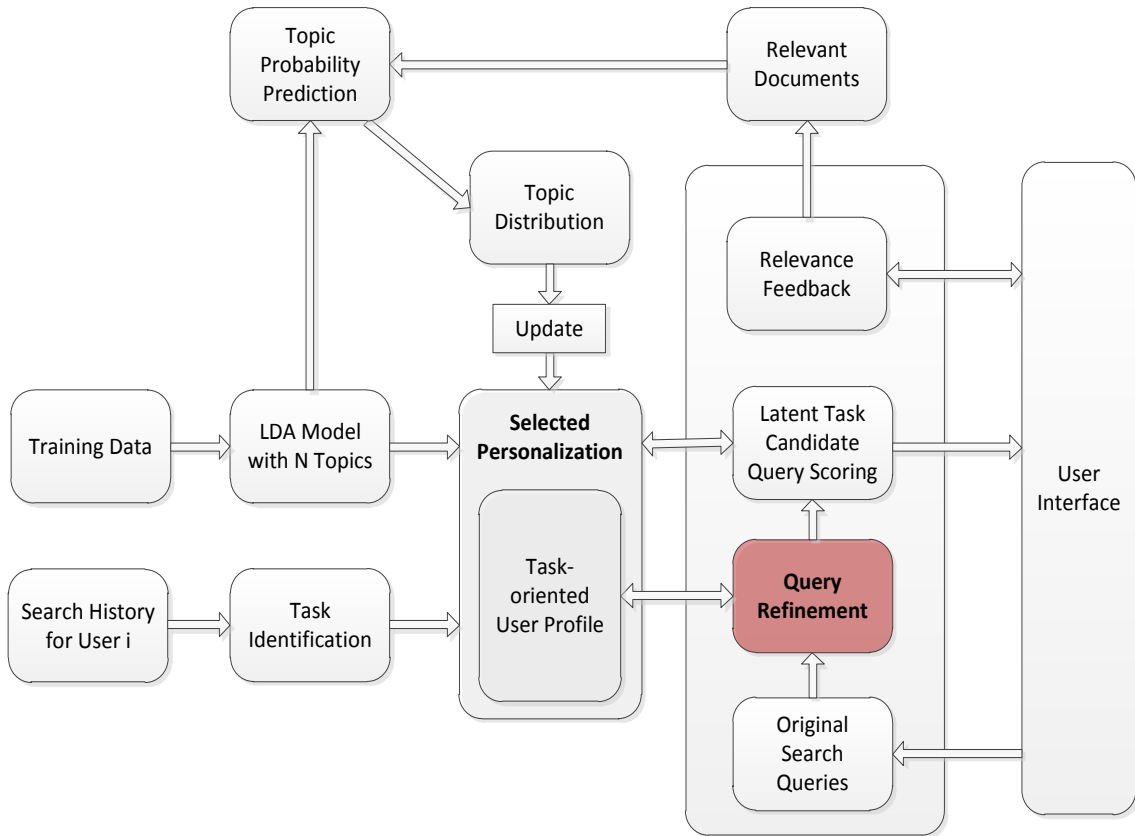 Topic
Probability
Prediction
Relevant
Documents
Topic
Distribution
Relevance
Feedback
Update
Training Data
LDA Model
with N Topics
Selected
Personalization
Latent Task
Candidate
Query Scoring
User
Interface
Search History
for User i
Task
Identification
Task-
oriented
User Profile
Query
Refinement
Original
Search
Queries